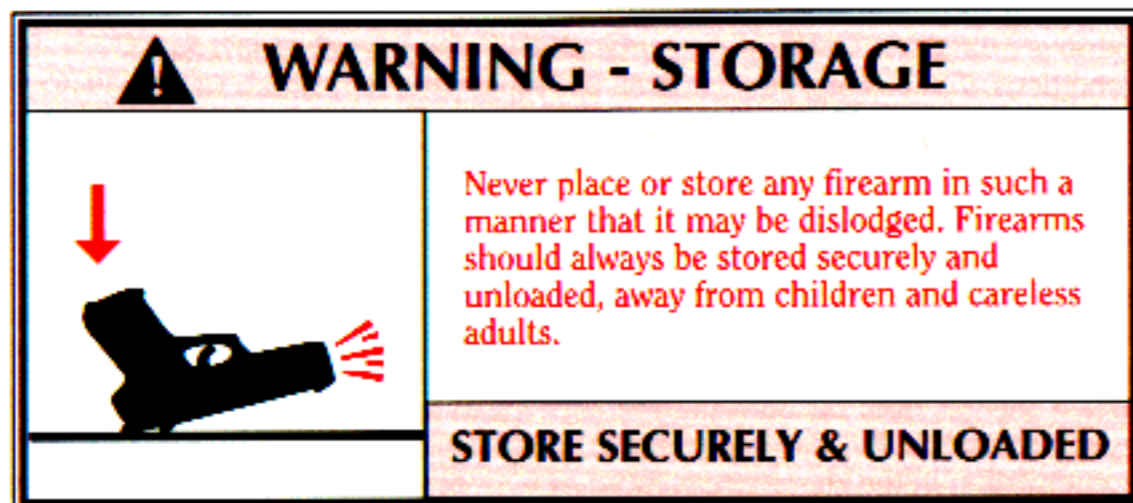 WARNING - STORAGE
Never place or store any firearm in such a
manner that it may be dislodged. Firearms
should always be stored securely and
unloaded, away from children and careless
adults.
STORE SECURELY & UNLOADED